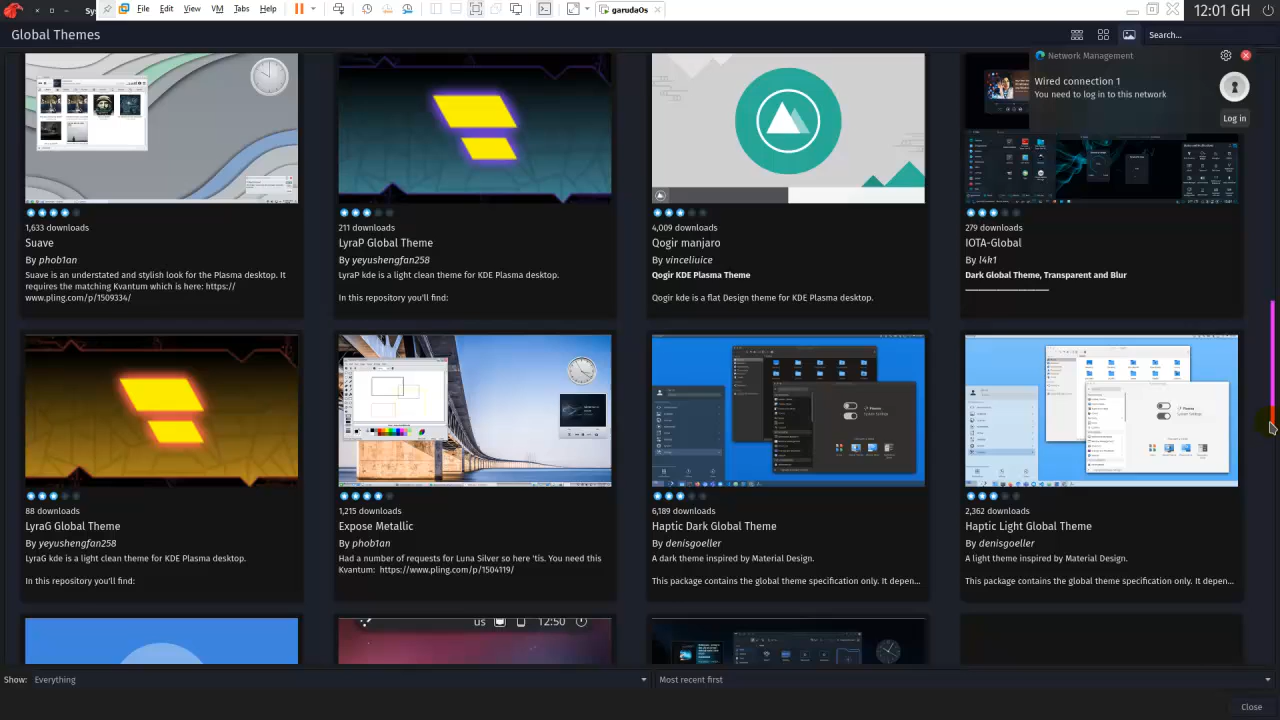 Sy
File
Edit
View
VM
Tabs
Help
garudaOs
12:01 GH
Global Themes
Search...
Network Management
Wired connection 1
You need to log in to this network
Log in
1,633 downloads
Suave
By phob1an
Suave is an understated and stylish look for the Plasma desktop. It
requires the matching Kvantum which is here: https://
www.pling.com/p/1509334/
211 downloads
LyraP Global Theme
By yeyushengfan258
LyraP kde is a light clean theme for KDE Plasma desktop.
In this repository you'll find:
4,009 downloads
Qogir manjaro
By vinceliuice
Qogir KDE Plasma Theme
Qogir kde is a flat Design theme for KDE Plasma desktop.
279 downloads
IOTA-Global
By l4k1
Dark Global Theme, Transparent and Blur
88 downloads
LyraG Global Theme
By yeyushengfan258
LyraG kde is a light clean theme for KDE Plasma desktop.
In this repository you'll find:
1,215 downloads
Expose Metallic
By phob1an
Had a number of requests for Luna Silver so here 'tis. You need this
Kvantum: https://www.pling.com/p/1504119/
6,189 downloads
Haptic Dark Global Theme
By denisgoeller
A dark theme inspired by Material Design.
This package contains the global theme specification only. It depen...
2,362 downloads
Haptic Light Global Theme
By denisgoeller
A light theme inspired by Material Design.
This package contains the global theme specification only. It depen...
us
12:50
Show:
Everything
Most recent first
Close